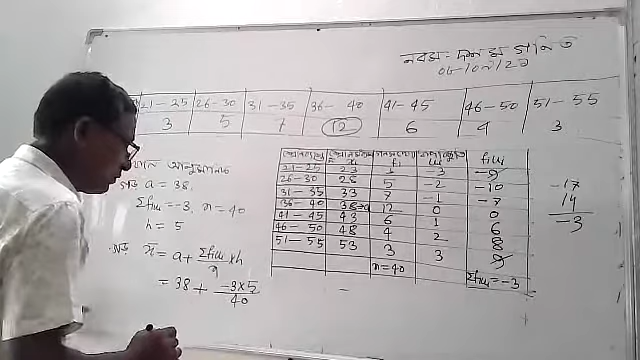 নবম-দশম গণিত
21-25 26-30 31-35 36-40 41-45 46-50 51-55
3 5 7 12 6 4 3
a = 38,
Σfiui = -3, n = 40
h = 5
x̄ = a + Σfiui/n × h
= 38 + -3×5/40
fi ui fiui
21-25 23 3 -3 -9
26-30 28 5 -2 -10
31-35 33 7 -1 -7
36-40 38=a 12 0 0
41-45 43 6 1 6
46-50 48 4 2 8
51-55 53 3 3 9
n=40 Σfiui = -3
-17
14
-3